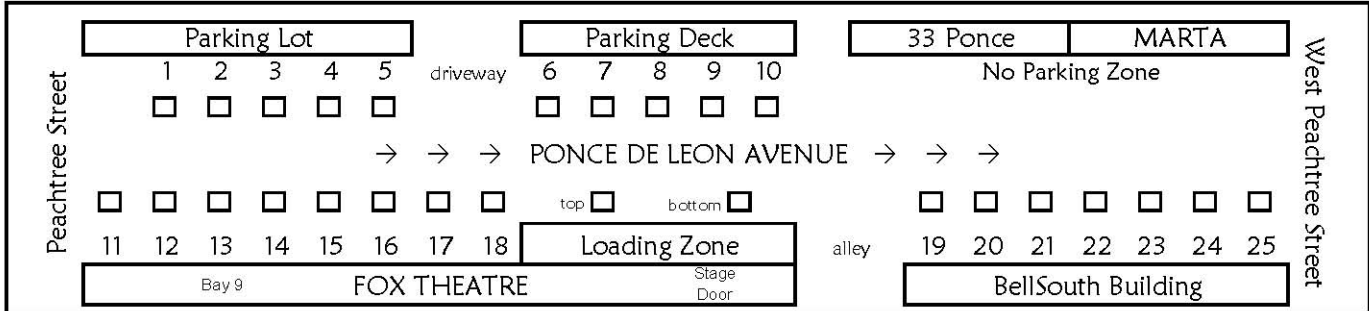 Parking Lot Parking Deck 33 Ponce MARTA
1 2 3 4 5 driveway 6 7 8 9 10 No Parking Zone
Peachtree Street
West Peachtree Street
→ → → PONCE DE LEON AVENUE → → →
top bottom
11 12 13 14 15 16 17 18 Loading Zone alley 19 20 21 22 23 24 25
Bay 9 FOX THEATRE Stage Door BellSouth Building